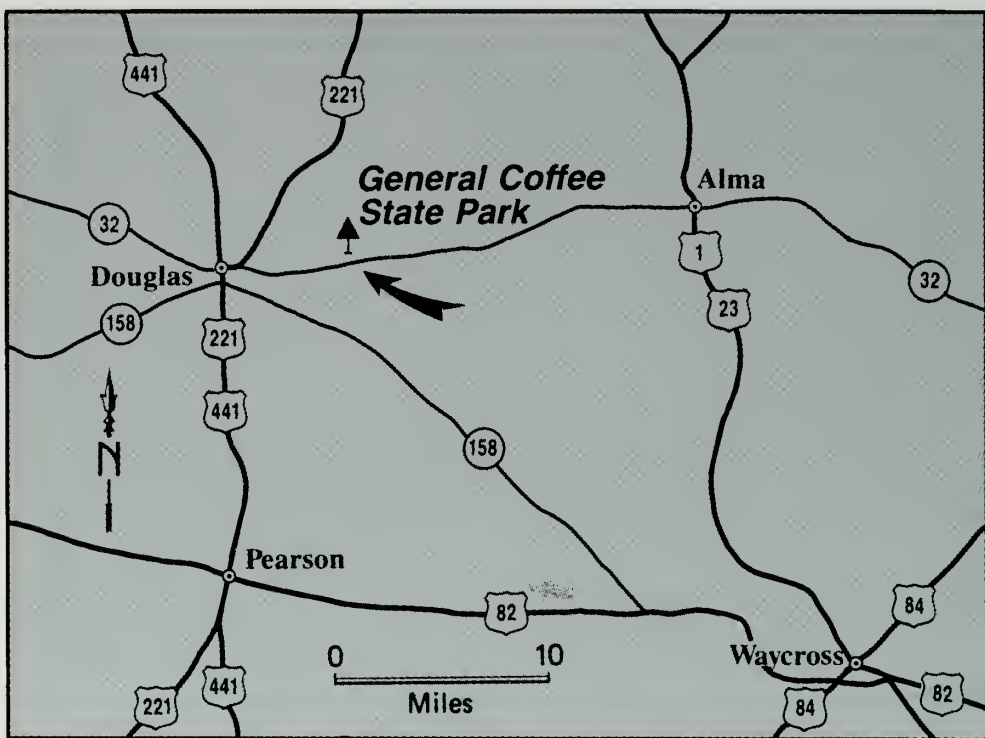 441
221
General Coffee
State Park
Alma
32
1
Douglas
32
158
23
221
441
158
N
Pearson
82
84
0 10
Miles
Waycross
221
441
84
82